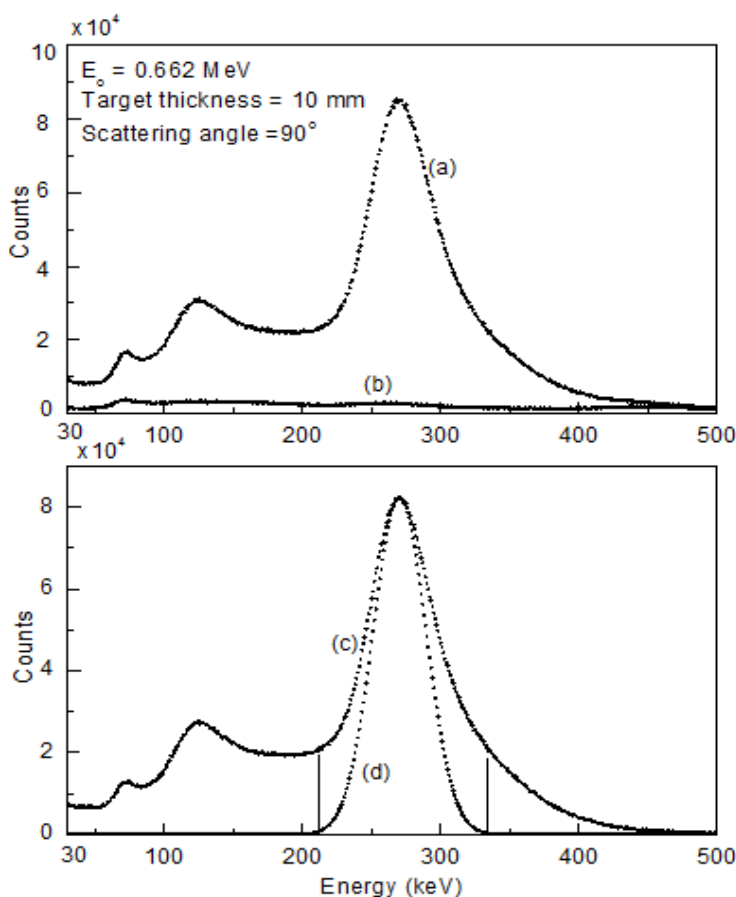 x10⁴
10
8
6
4
2
0
Counts
E₀ = 0.662 MeV
Target thickness = 10 mm
Scattering angle =90°
(a)
(b)
30 100 200 300 400 500
x10⁴
8
6
4
2
0
Counts
(c)
(d)
30 100 200 300 400 500
Energy (keV)